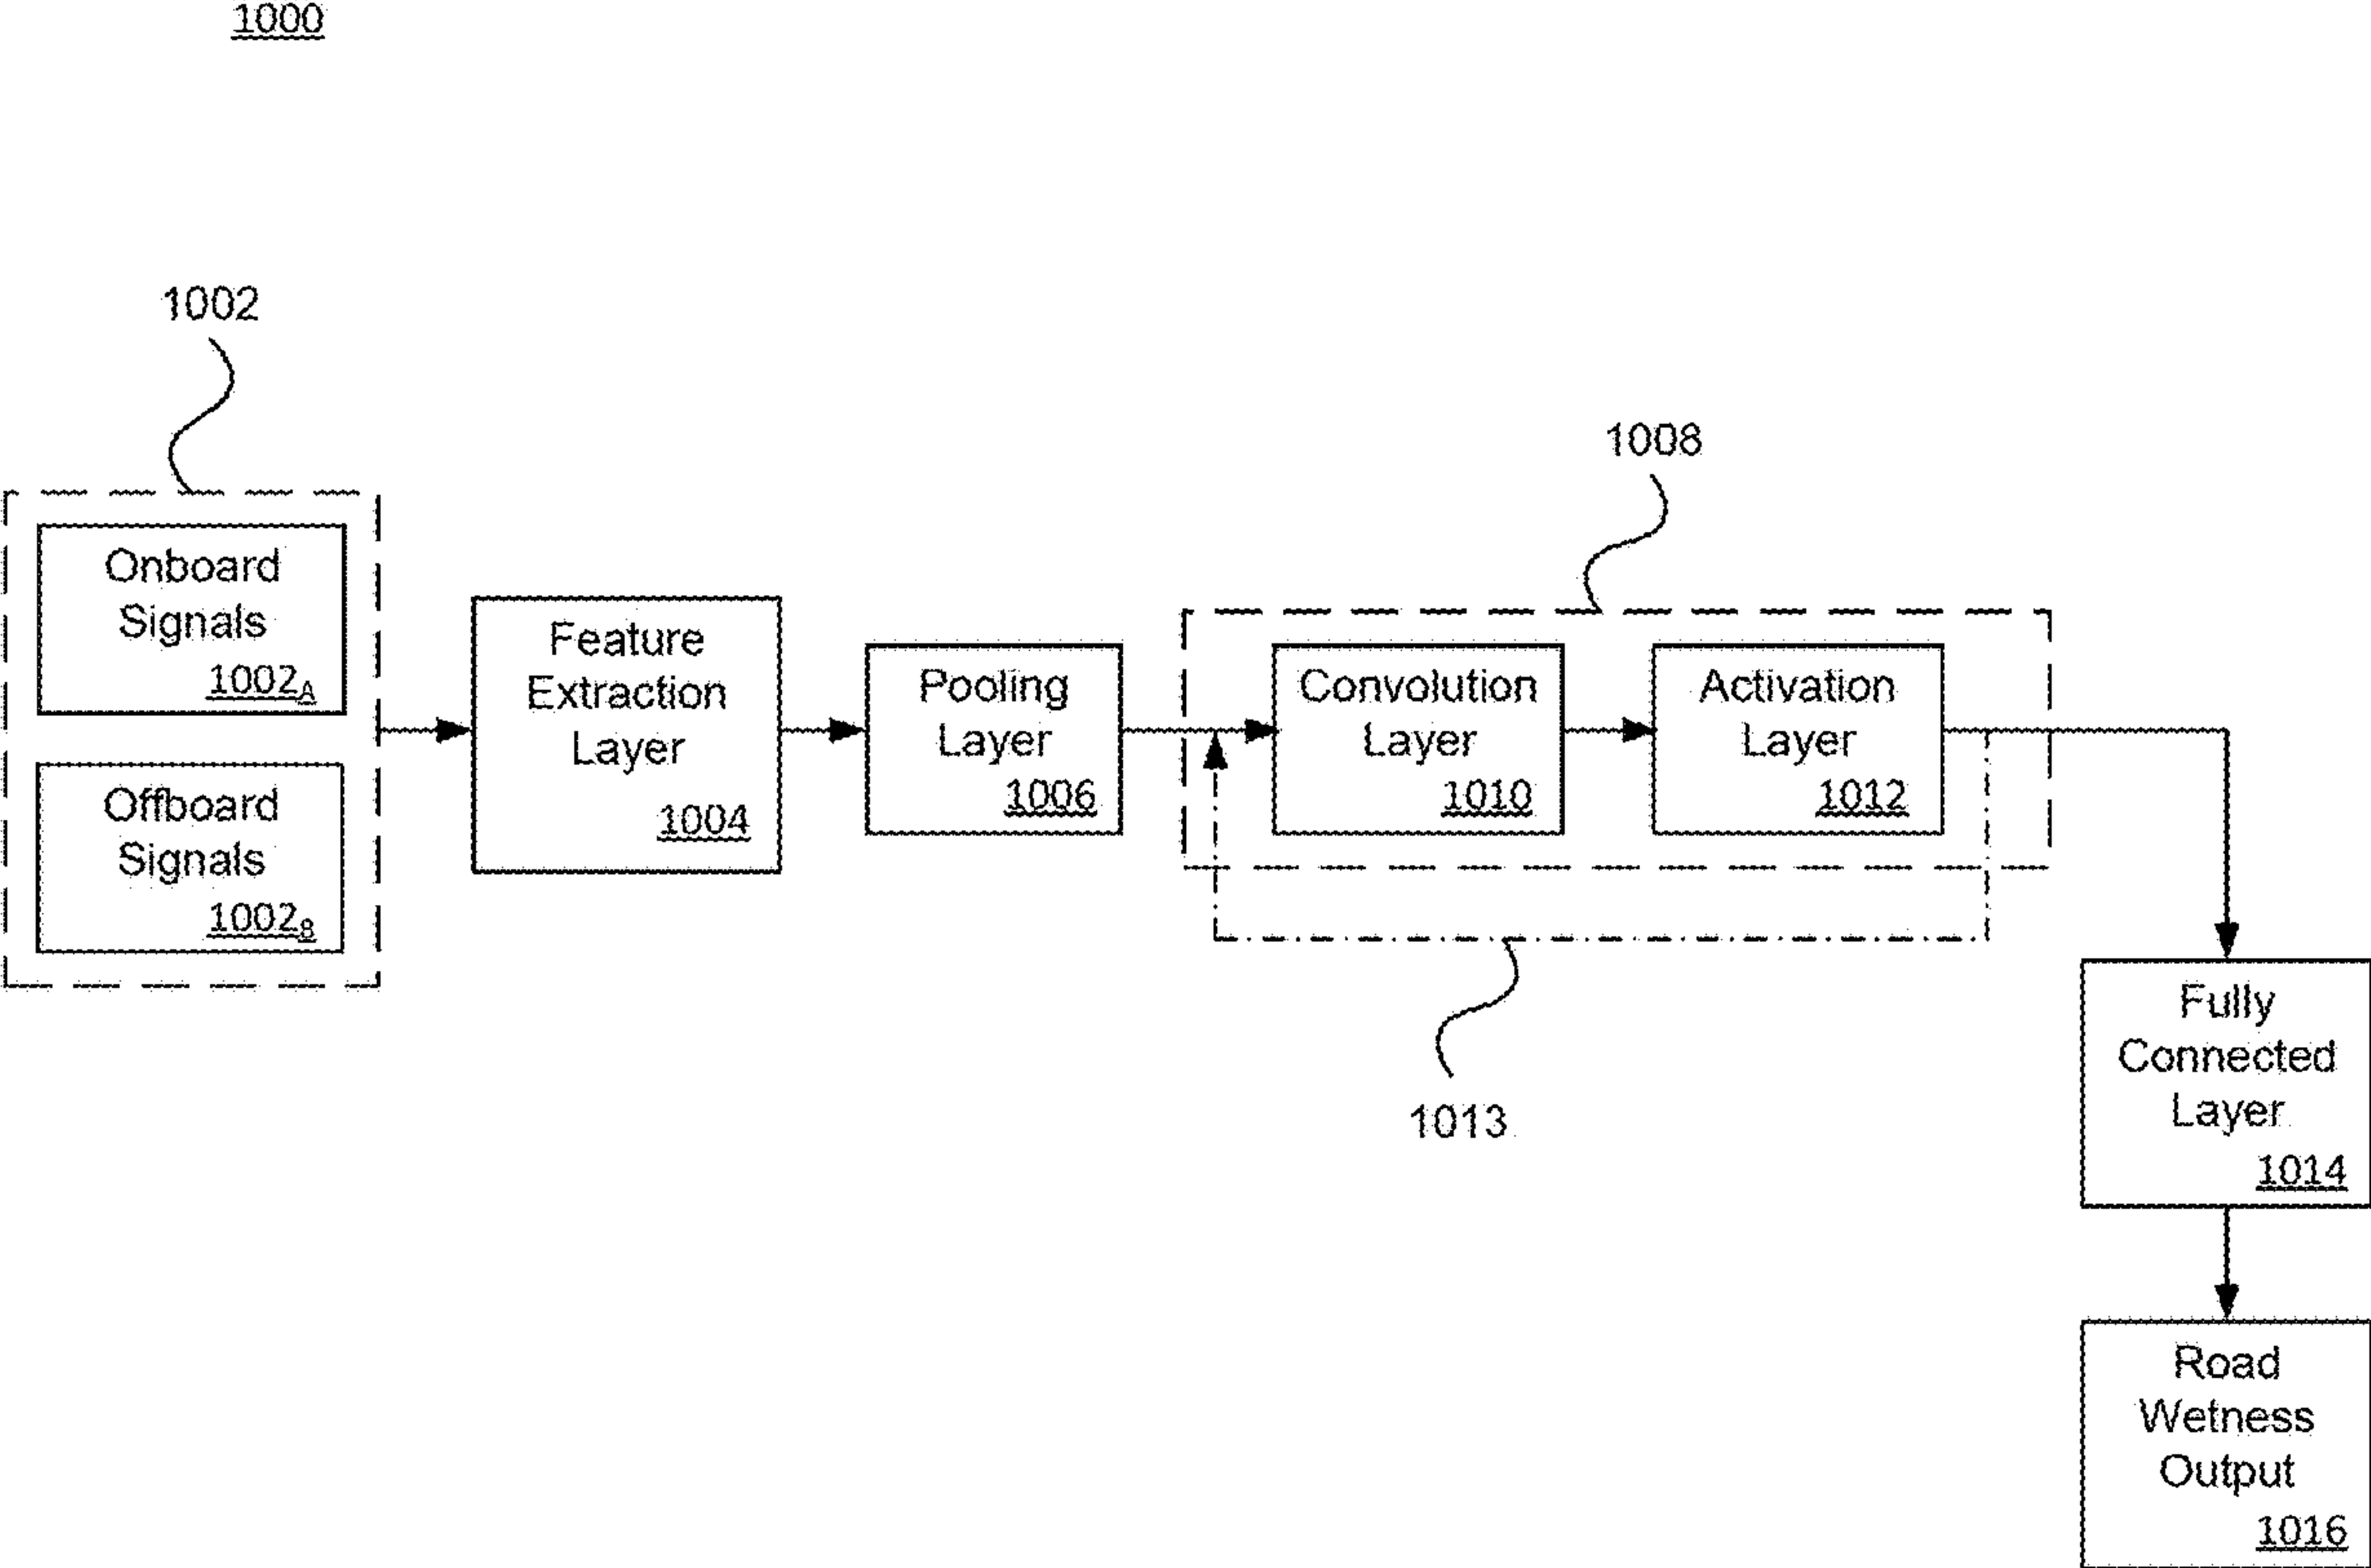 1000
1002
Onboard
Signals
1002A
Offboard
Signals
1002B
Feature
Extraction
Layer
1004
Pooling
Layer
1006
1008
Convolution
Layer
1010
Activation
Layer
1012
1013
Fully
Connected
Layer
1014
Road
Wetness
Output
1016